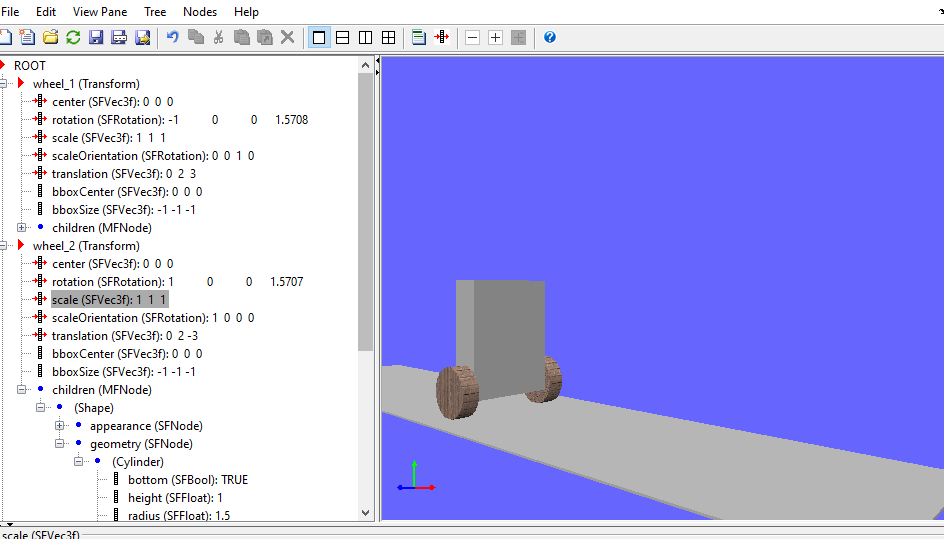 File Edit View Pane Tree Nodes Help
ROOT
wheel_1 (Transform)
center (SFVec3f): 0 0 0
rotation (SFRotation): -1 0 0 1.5708
scale (SFVec3f): 1 1 1
scaleOrientation (SFRotation): 0 0 1 0
translation (SFVec3f): 0 2 3
bboxCenter (SFVec3f): 0 0 0
bboxSize (SFVec3f): -1 -1 -1
children (MFNode)
wheel_2 (Transform)
center (SFVec3f): 0 0 0
rotation (SFRotation): 1 0 0 1.5707
scale (SFVec3f): 1 1 1
scaleOrientation (SFRotation): 1 0 0 0
translation (SFVec3f): 0 2 -3
bboxCenter (SFVec3f): 0 0 0
bboxSize (SFVec3f): -1 -1 -1
children (MFNode)
(Shape)
appearance (SFNode)
geometry (SFNode)
(Cylinder)
bottom (SFBool): TRUE
height (SFFloat): 1
radius (SFFloat): 1.5
scale (SFVec3f)